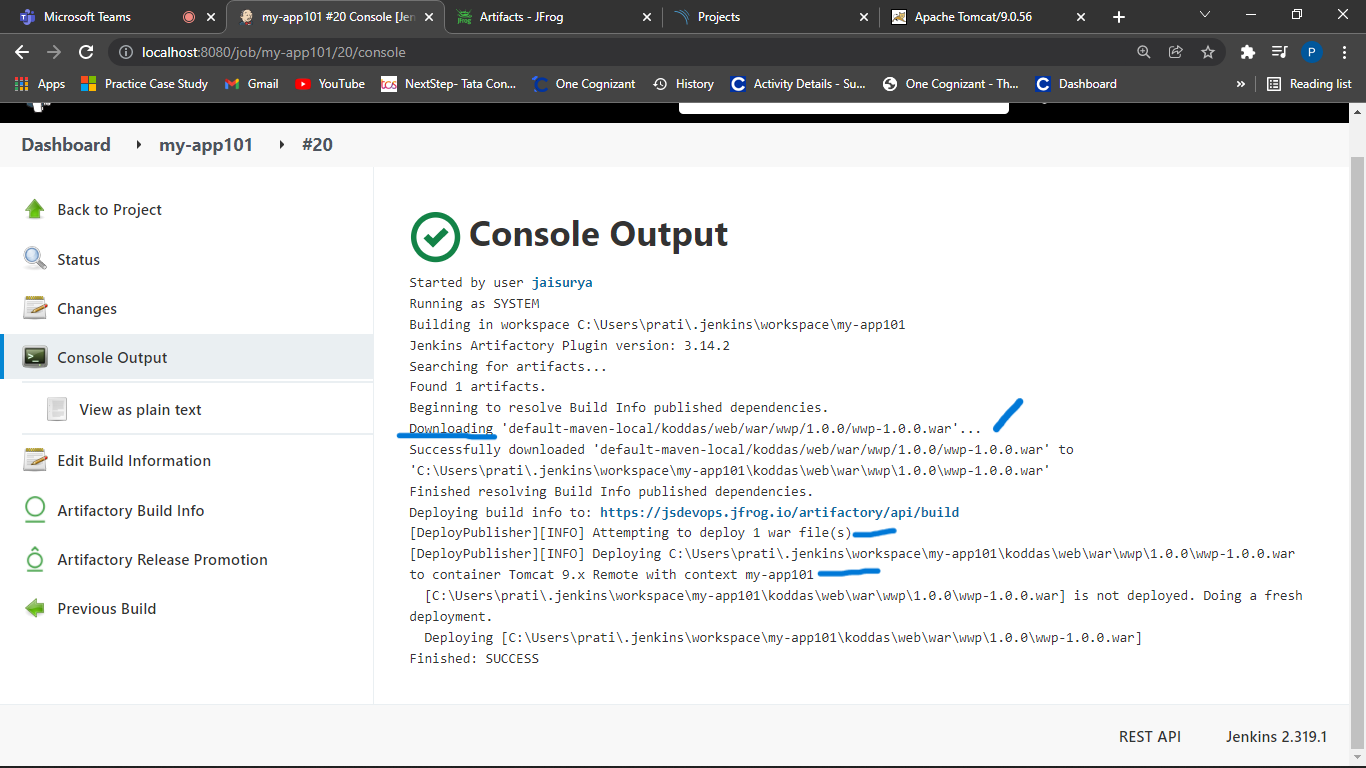 Microsoft Teams
my-app101 #20 Console [Jen
Artifacts - JFrog
Projects
Apache Tomcat/9.0.56
localhost:8080/job/my-app101/20/console
Apps
Practice Case Study
Gmail
YouTube
tcs NextStep- Tata Con...
One Cognizant
History
Activity Details - Su...
One Cognizant - Th...
Dashboard
»
Reading list
P
Dashboard
my-app101
#20
Back to Project
Status
Changes
Console Output
View as plain text
Edit Build Information
Artifactory Build Info
Artifactory Release Promotion
Previous Build
Console Output
Started by user jaisurya
Running as SYSTEM
Building in workspace C:\Users\prati\.jenkins\workspace\my-app101
Jenkins Artifactory Plugin version: 3.14.2
Searching for artifacts...
Found 1 artifacts.
Beginning to resolve Build Info published dependencies.
Downloading 'default-maven-local/koddas/web/war/wwp/1.0.0/wwp-1.0.0.war'...
Successfully downloaded 'default-maven-local/koddas/web/war/wwp/1.0.0/wwp-1.0.0.war' to
'C:\Users\prati\.jenkins\workspace\my-app101\koddas\web\war\wwp\1.0.0\wwp-1.0.0.war'
Finished resolving Build Info published dependencies.
Deploying build info to: https://jsdevops.jfrog.io/artifactory/api/build
[DeployPublisher][INFO] Attempting to deploy 1 war file(s)
[DeployPublisher][INFO] Deploying C:\Users\prati\.jenkins\workspace\my-app101\koddas\web\war\wwp\1.0.0\wwp-1.0.0.war
to container Tomcat 9.x Remote with context my-app101
[C:\Users\prati\.jenkins\workspace\my-app101\koddas\web\war\wwp\1.0.0\wwp-1.0.0.war] is not deployed. Doing a fresh
deployment.
Deploying [C:\Users\prati\.jenkins\workspace\my-app101\koddas\web\war\wwp\1.0.0\wwp-1.0.0.war]
Finished: SUCCESS
REST API
Jenkins 2.319.1